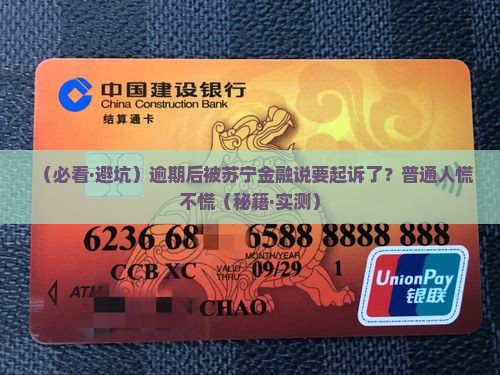 中国建设银行
China Construction Bank
结算通卡
（必看·避坑）逾期后被苏宁金融说要起诉了？普通人慌
不慌（秘籍·实测）
6236 68 6588 8888 888
MONTH/YEAR
CCB XC VALID THRU 09/29 1
ATM
CHAO
UnionPay
银联